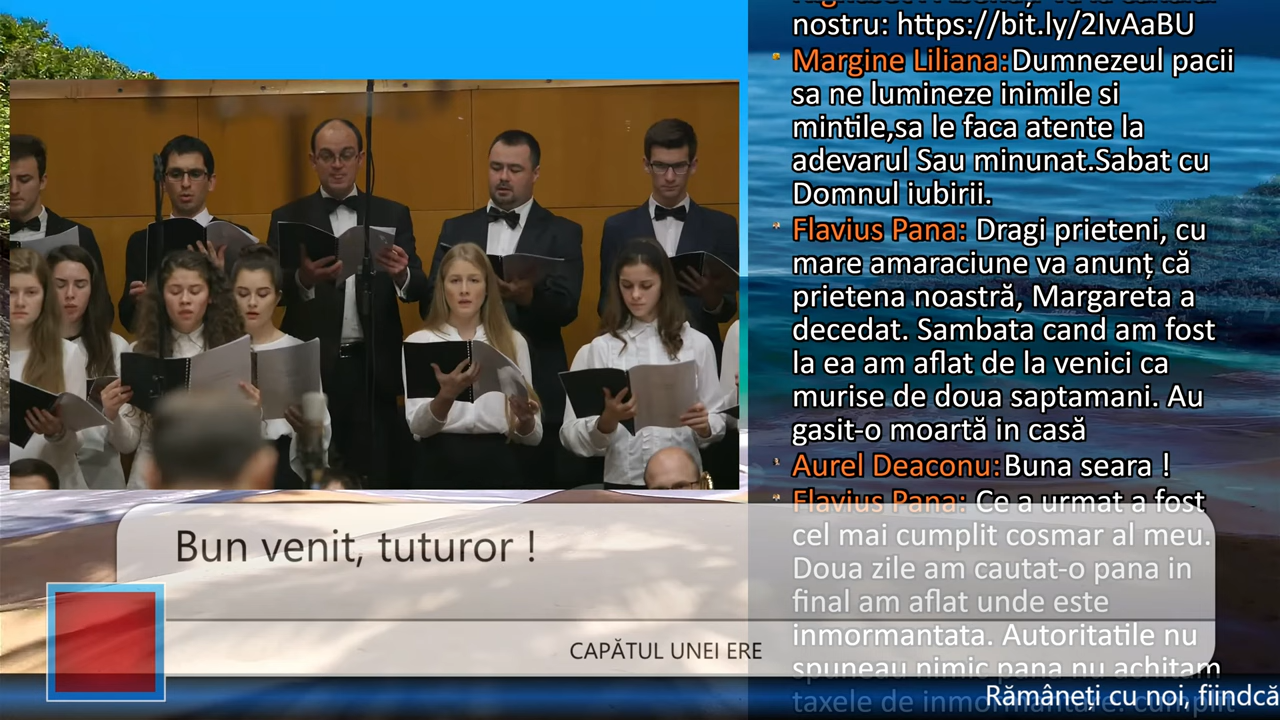 nostru: https://bit.ly/2IvAaBU
Margine Liliana: Dumnezeul pacii
sa ne lumineze inimile si
mintile,sa le faca atente la
adevarul Sau minunat.Sabat cu
Domnul iubirii.
Flavius Pana: Dragi prieteni, cu
mare amaraciune va anunț că
prietena noastră, Margareta a
decedat. Sambata cand am fost
la ea am aflat de la venici ca
murise de doua saptamani. Au
gasit-o moartă in casă
Aurel Deaconu: Buna seara !
Flavius Pana: Ce a urmat a fost
cel mai cumplit cosmar al meu.
Doua zile am cautat-o pana in
final am aflat unde este
inmormantata. Autoritatile nu
spuneau nimic pana nu achitam
taxele de inmormantare. cumplit
Bun venit, tuturor !
CAPĂTUL UNEI ERE
Rămâneți cu noi, fiindcă